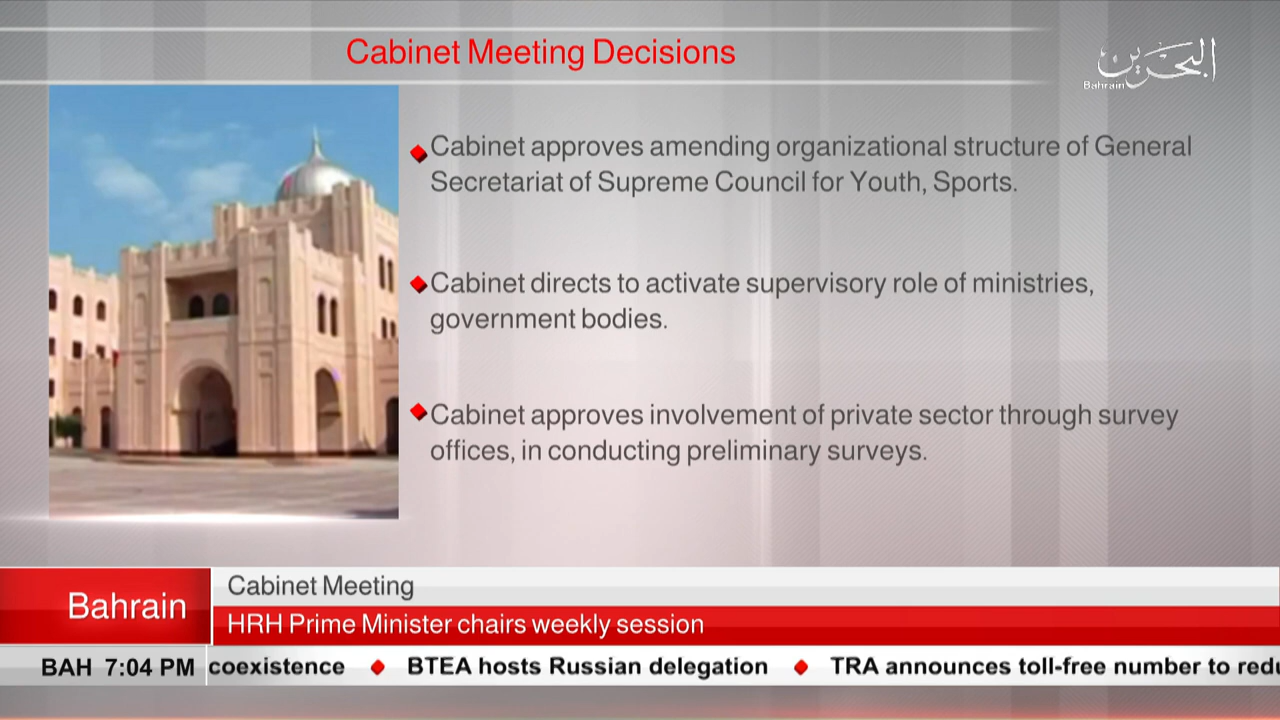 Cabinet Meeting Decisions
البحرين
Bahrain
Cabinet approves amending organizational structure of General
Secretariat of Supreme Council for Youth, Sports.
Cabinet directs to activate supervisory role of ministries,
government bodies.
Cabinet approves involvement of private sector through survey
offices, in conducting preliminary surveys.
Bahrain
Cabinet Meeting
HRH Prime Minister chairs weekly session
BAH 7:04 PM coexistence BTEA hosts Russian delegation TRA announces toll-free number to redu